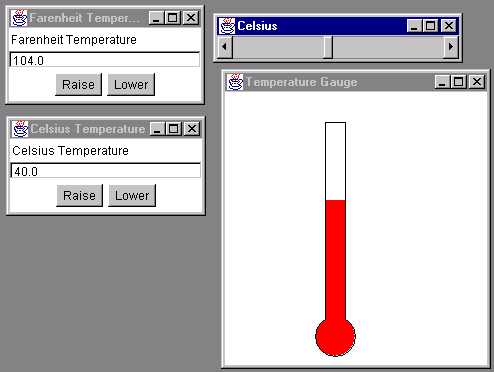 Farenheit Temper...
Farenheit Temperature
104.0
Raise Lower
Celsius Temperature
Celsius Temperature
40.0
Raise Lower
Celsius
Temperature Gauge